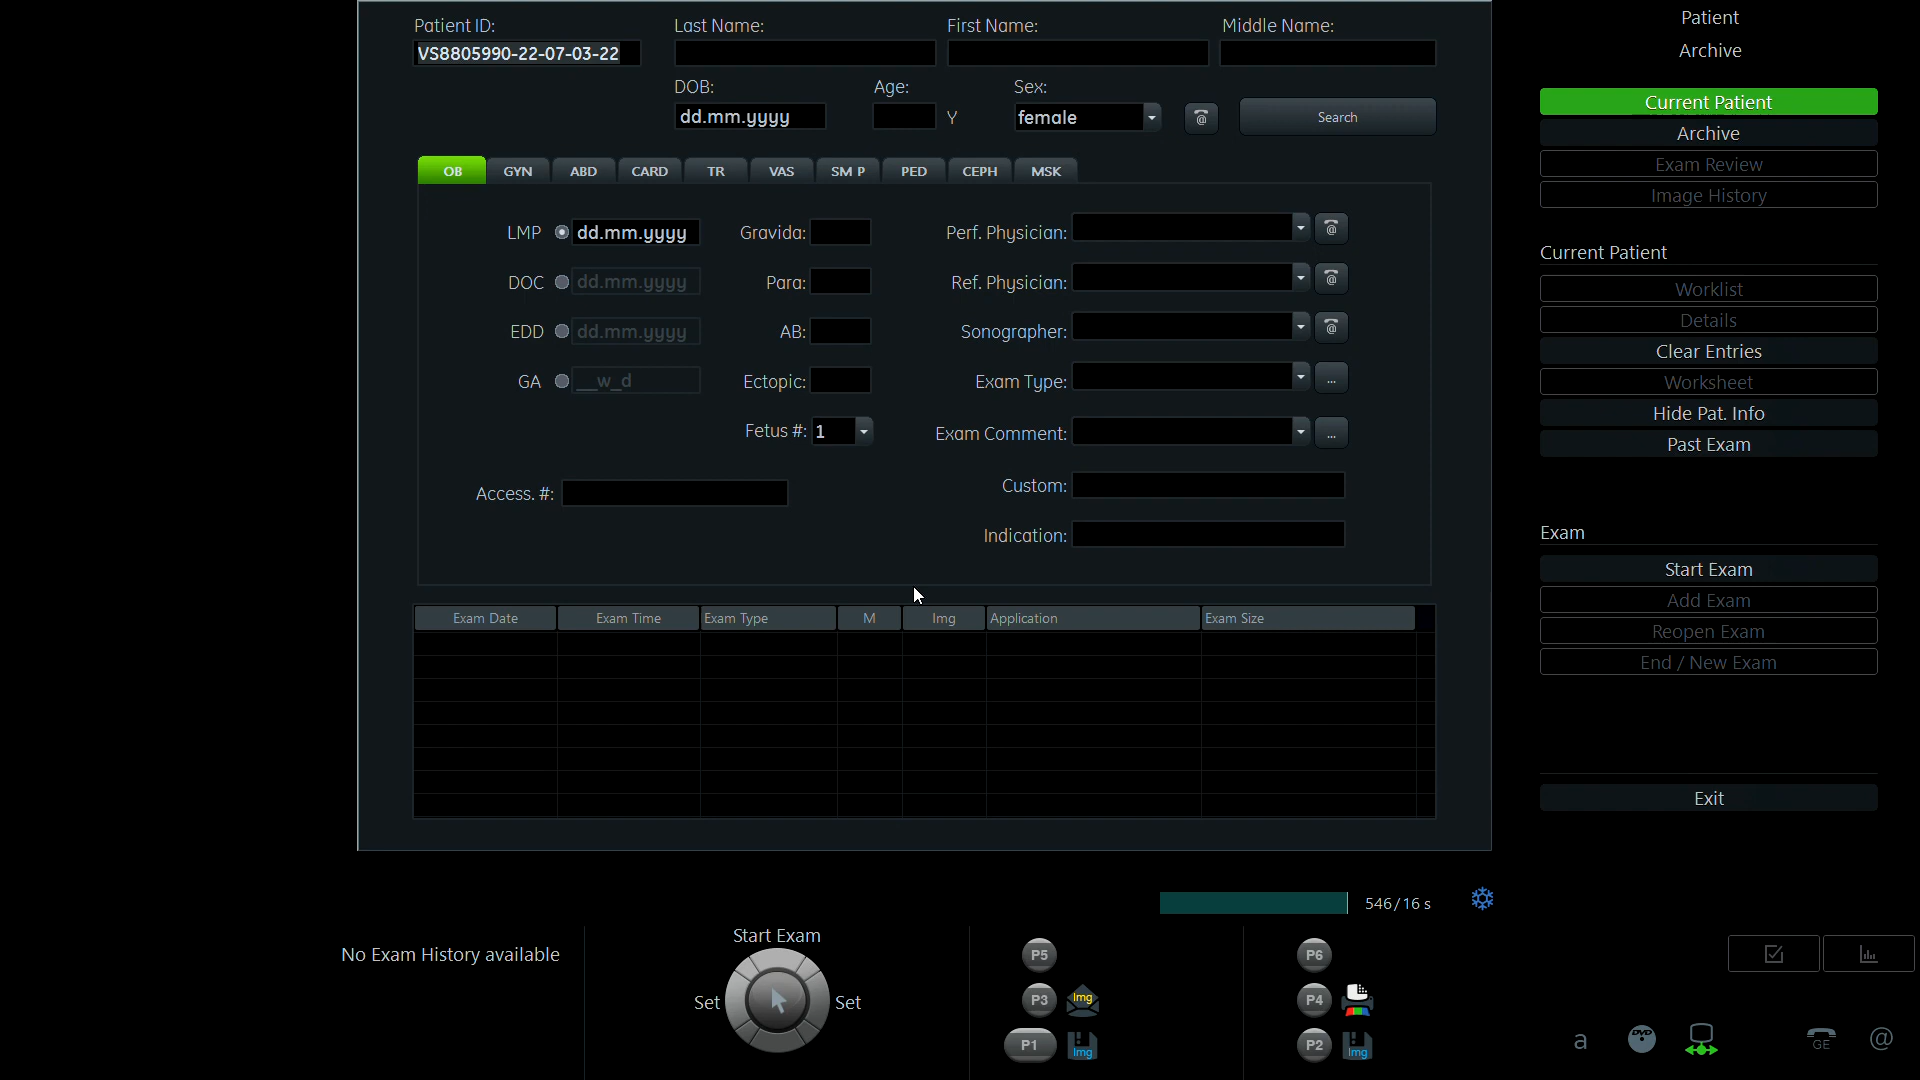 Patient ID: Last Name: First Name: Middle Name:
VS8805990-22-07-03-22
DOB: Age: Sex:
dd.mm.yyyy Y female @ Search
OB GYN ABD CARD TR VAS SM P PED CEPH MSK
LMP dd.mm.yyyy Gravida: Perf. Physician: @
DOC dd.mm.yyyy Para: Ref. Physician: @
EDD dd.mm.yyyy AB: Sonographer: @
GA __w_d Ectopic: Exam Type: ...
Fetus #: 1 Exam Comment: ...
Access. #: Custom:
Indication:
Exam Date Exam Time Exam Type M Img Application Exam Size
Patient
Archive
Current Patient
Archive
Exam Review
Image History
Current Patient
Worklist
Details
Clear Entries
Worksheet
Hide Pat. Info
Past Exam
Exam
Start Exam
Add Exam
Reopen Exam
End / New Exam
Exit
546/16 s
No Exam History available
Start Exam
Set Set
P5 P6
P3 Img P4
P1 Img P2 Img
a DVD GE @